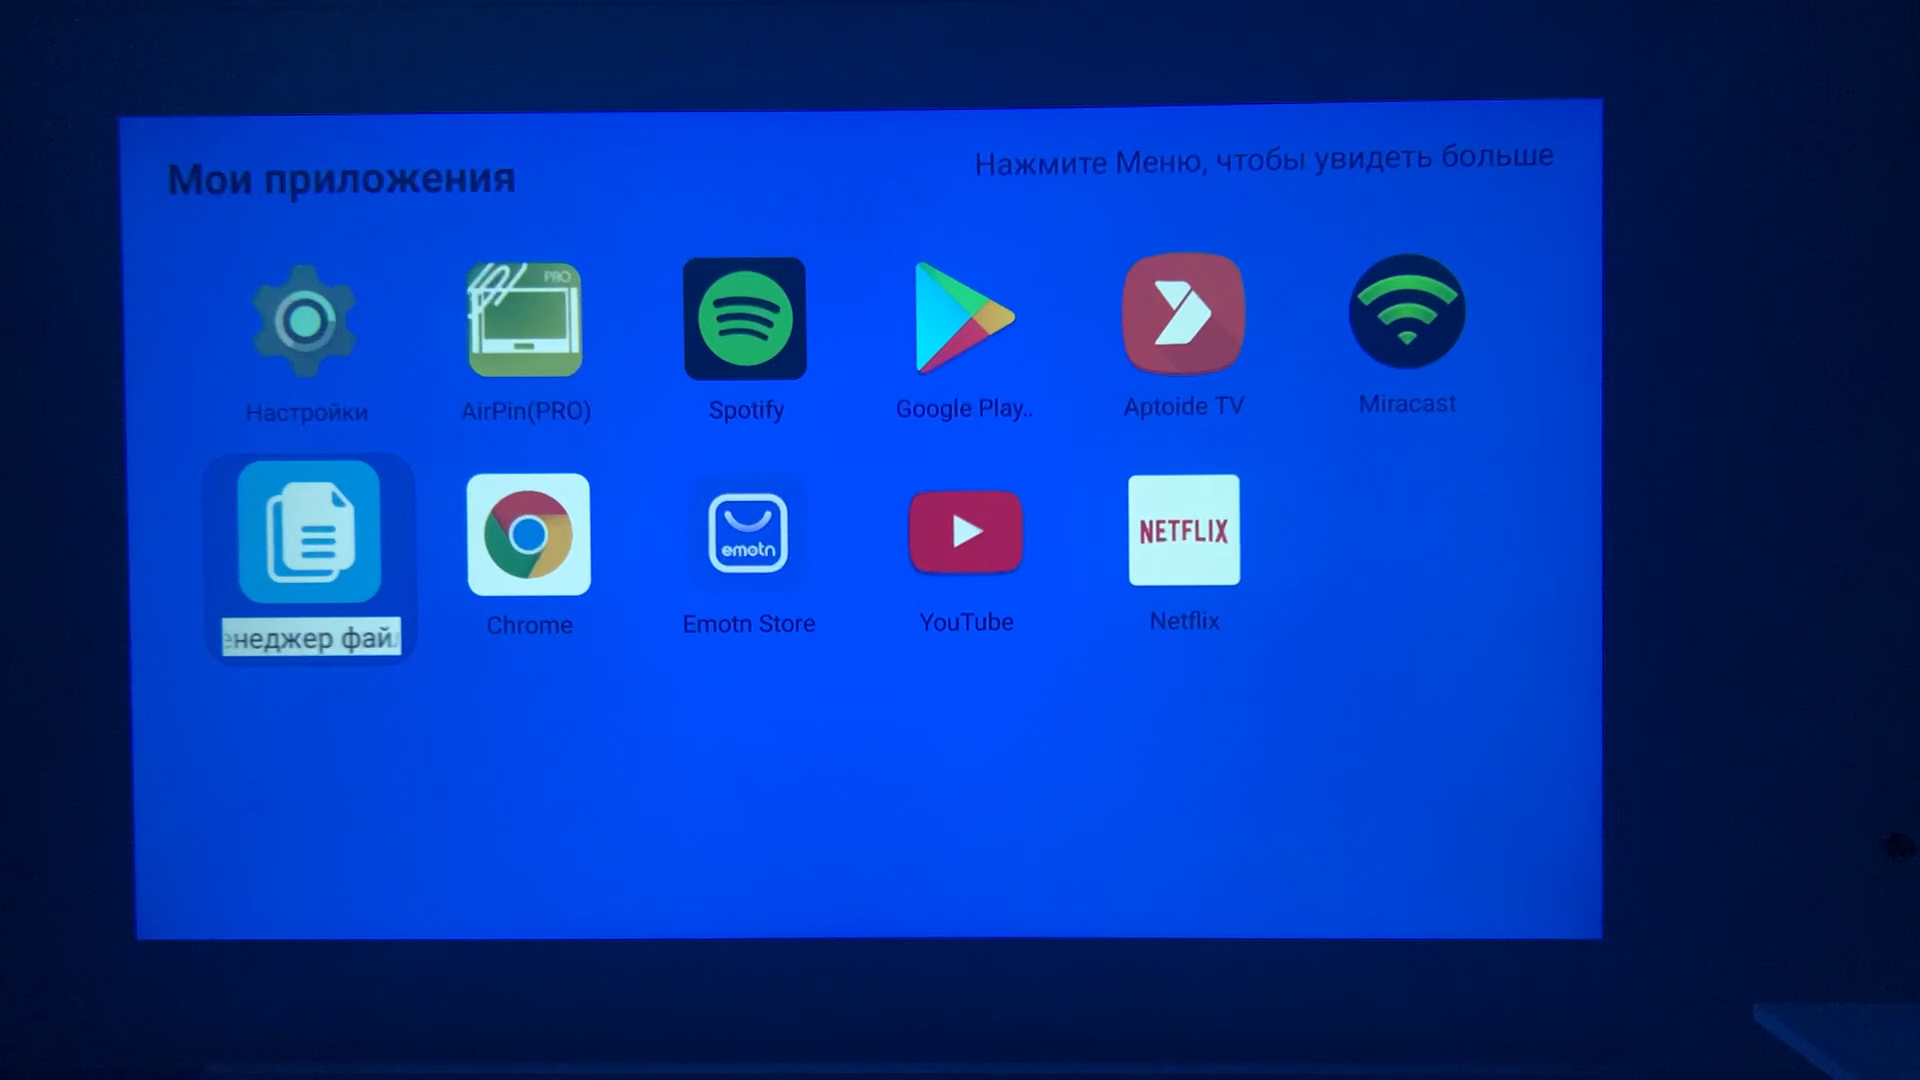 Мои приложения
Нажмите Меню, чтобы увидеть больше
PRO
Настройки
AirPin(PRO)
Spotify
Google Play..
Aptoide TV
Miracast
emotn
NETFLIX
енеджер фай
Chrome
Emotn Store
YouTube
Netflix